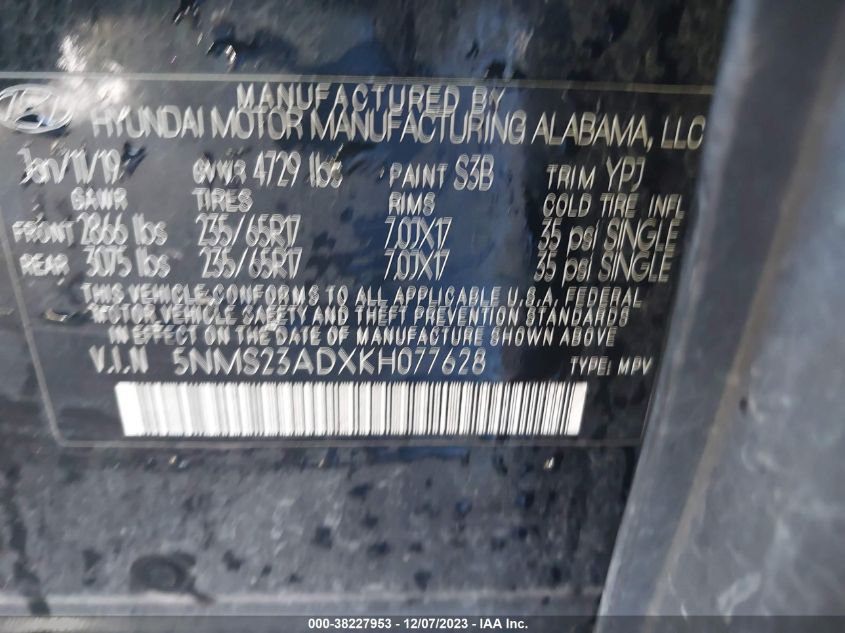 MANUFACTURED BY
HYUNDAI MOTOR MANUFACTURING ALABAMA, LLC
Jan/11/19 GVWR 4729 lbs PAINT S3B TRIM YPJ
GAWR TIRES RIMS COLD TIRE INFL
FRONT 2866 lbs 235/65R17 7.0JX17 35 psi SINGLE
REAR 3075 lbs 235/65R17 7.0JX17 35 psi SINGLE
THIS VEHICLE CONFORMS TO ALL APPLICABLE U.S.A. FEDERAL
MOTOR VEHICLE SAFETY AND THEFT PREVENTION STANDARDS
IN EFFECT ON THE DATE OF MANUFACTURE SHOWN ABOVE
V.I.N 5NMS23ADXKH077628 TYPE: MPV
000-38227953 - 12/07/2023 - IAA Inc.